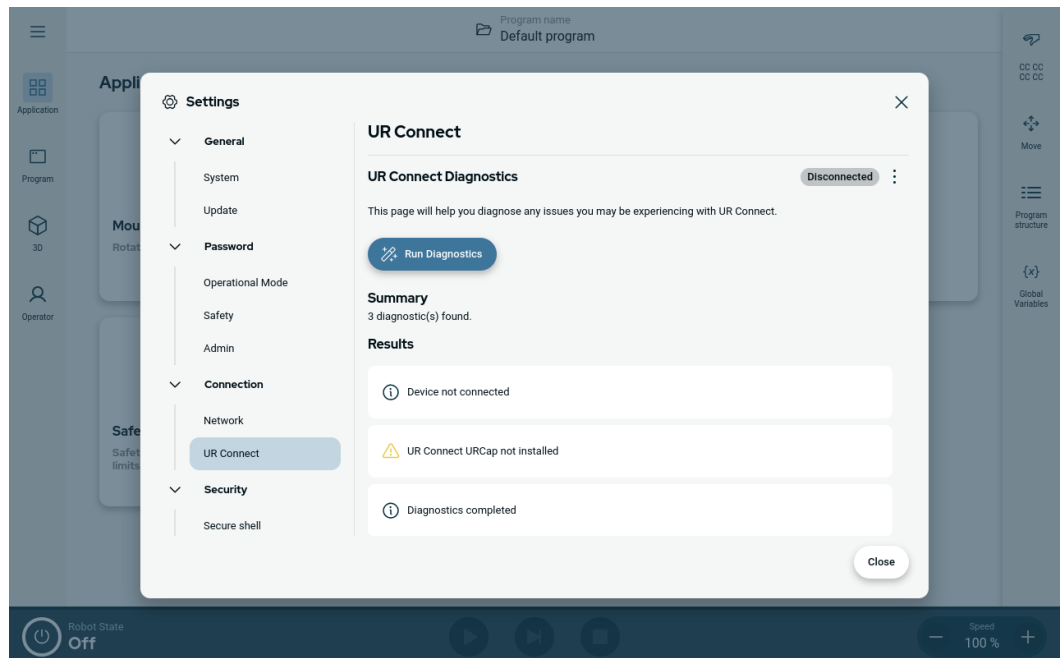 Program name
Default program
Application
Program
3D
Operator
Appli
Mou
Rotat
Safe
Safet
limits
Settings
General
System
Update
Password
Operational Mode
Safety
Admin
Connection
Network
UR Connect
Security
Secure shell
UR Connect
UR Connect Diagnostics
Disconnected
This page will help you diagnose any issues you may be experiencing with UR Connect.
Run Diagnostics
Summary
3 diagnostic(s) found.
Results
Device not connected
UR Connect URCap not installed
Diagnostics completed
Close
CC CC
CC CC
Move
Program
structure
{x}
Global
Variables
Robot State
Off
Speed
100 %